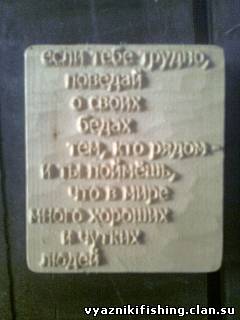 если тебе трудно,
поведай
о своих
бедах
тем, кто рядом -
и ты поймёшь,
что в мире
много хороших
и чутких
людей
vyaznikifishing.clan.su